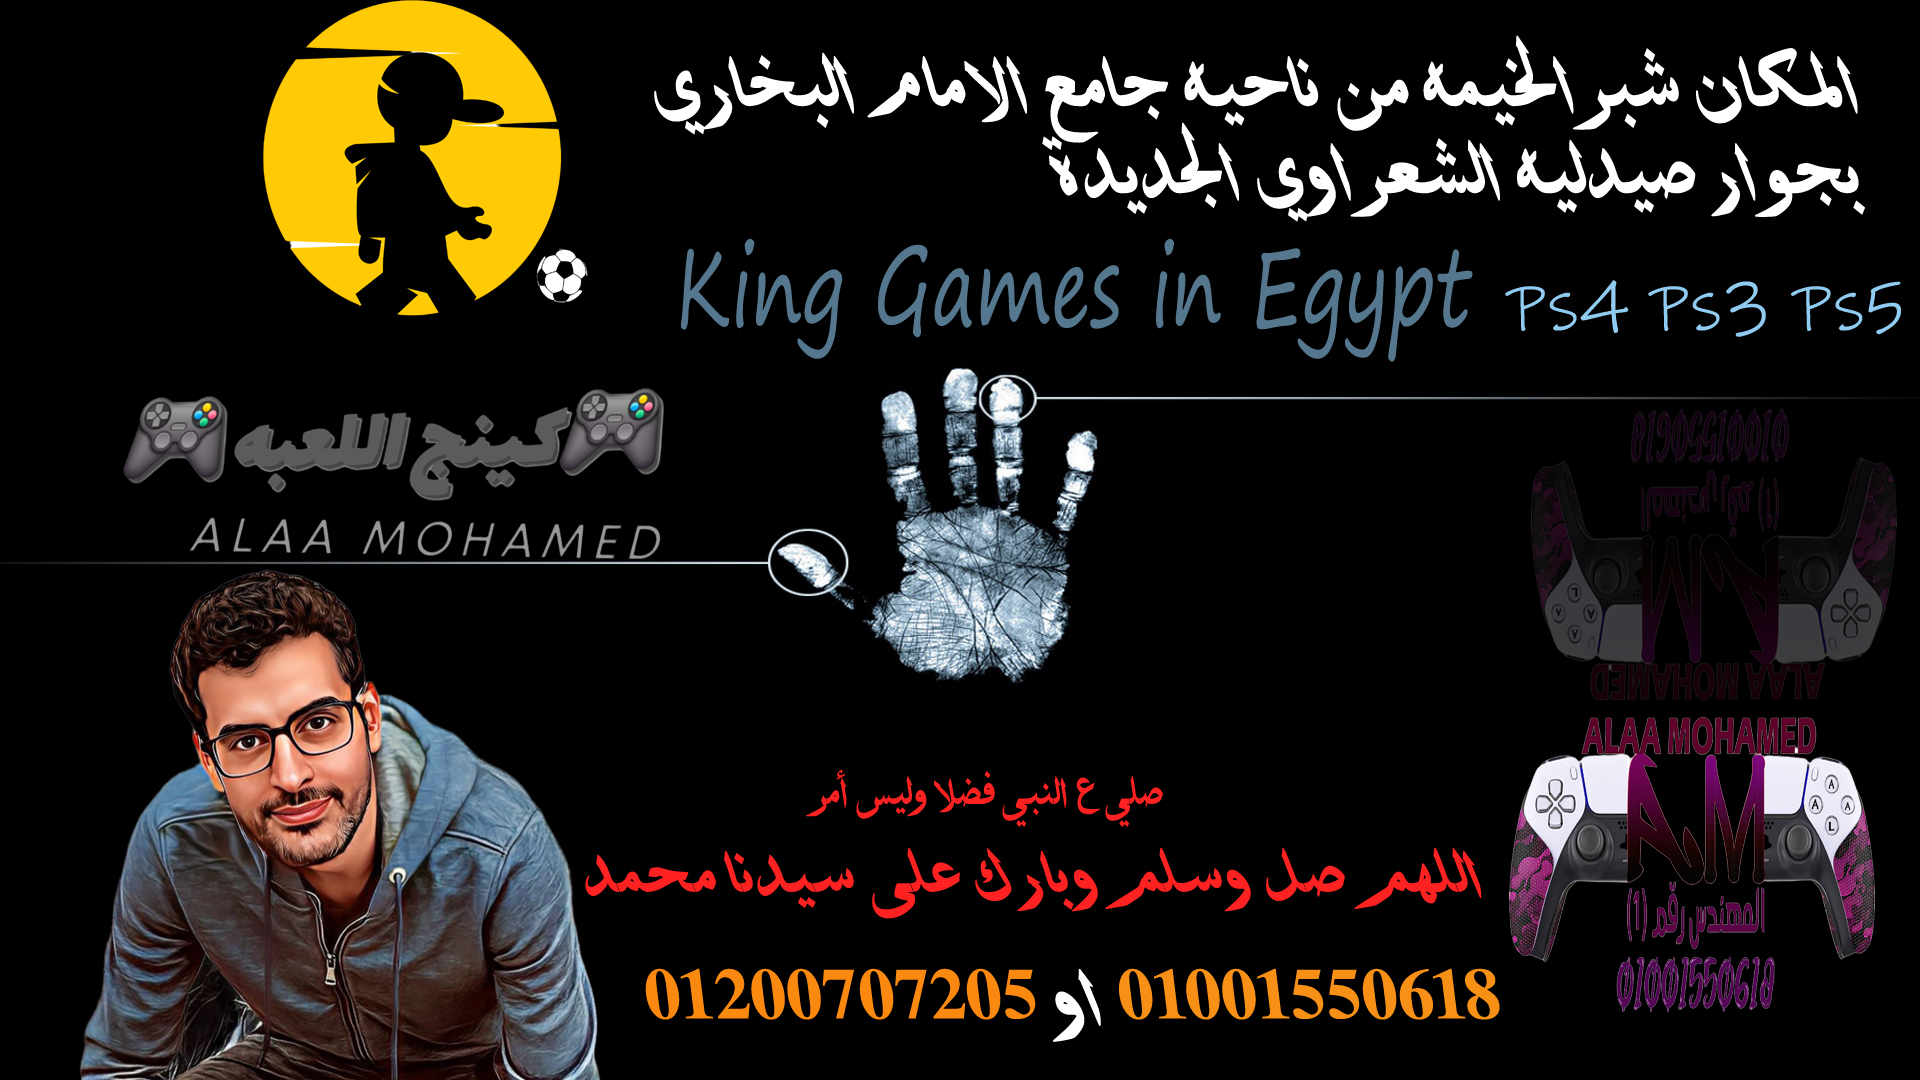 المكان شبرالخيمه من ناحيه جامع الامام البخاري
بجوار صيدليه الشعراوي الجديدة
King Games in Egypt PS4 PS3 PS5
كينج اللعبه
ALAA MOHAMED
01001550618
المهندس رقم (1)
A.M
ALAA MOHAMED
ALAA MOHAMED
A.M
المهندس رقم (1)
01001550618
صلي ع النبي فضلا وليس أمر
اللهم صل وسلم وبارك على سيدنا محمد
01001550618 او 01200707205